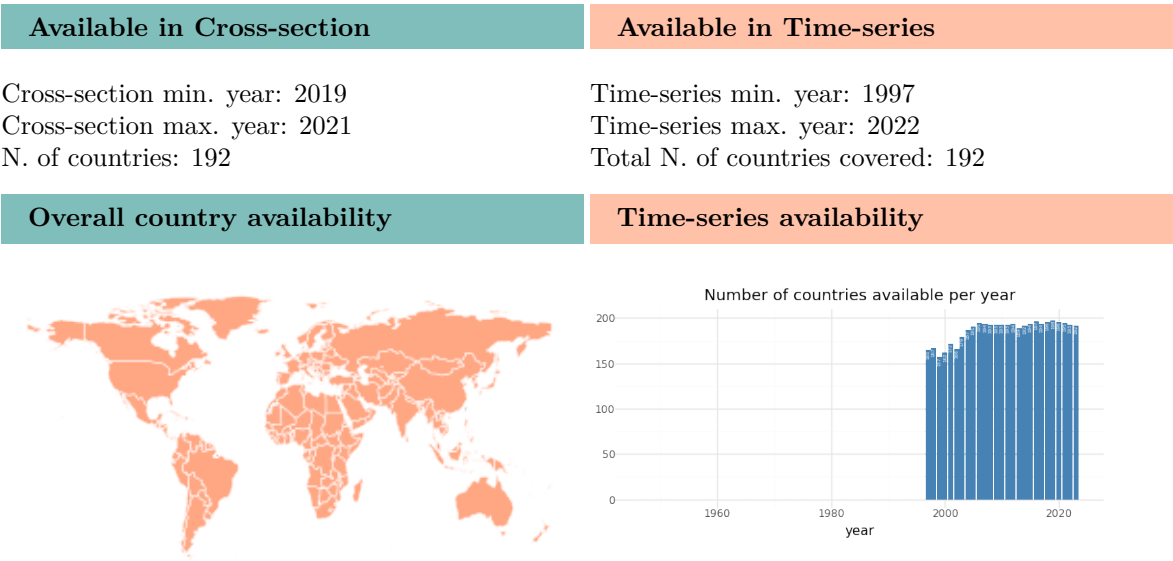 Available in Cross-section
Cross-section min. year: 2019
Cross-section max. year: 2021
N. of countries: 192
Available in Time-series
Time-series min. year: 1997
Time-series max. year: 2022
Total N. of countries covered: 192
Overall country availability
Time-series availability
Number of countries available per year
200
150
100
50
0
1960
1980
2000
2020
year